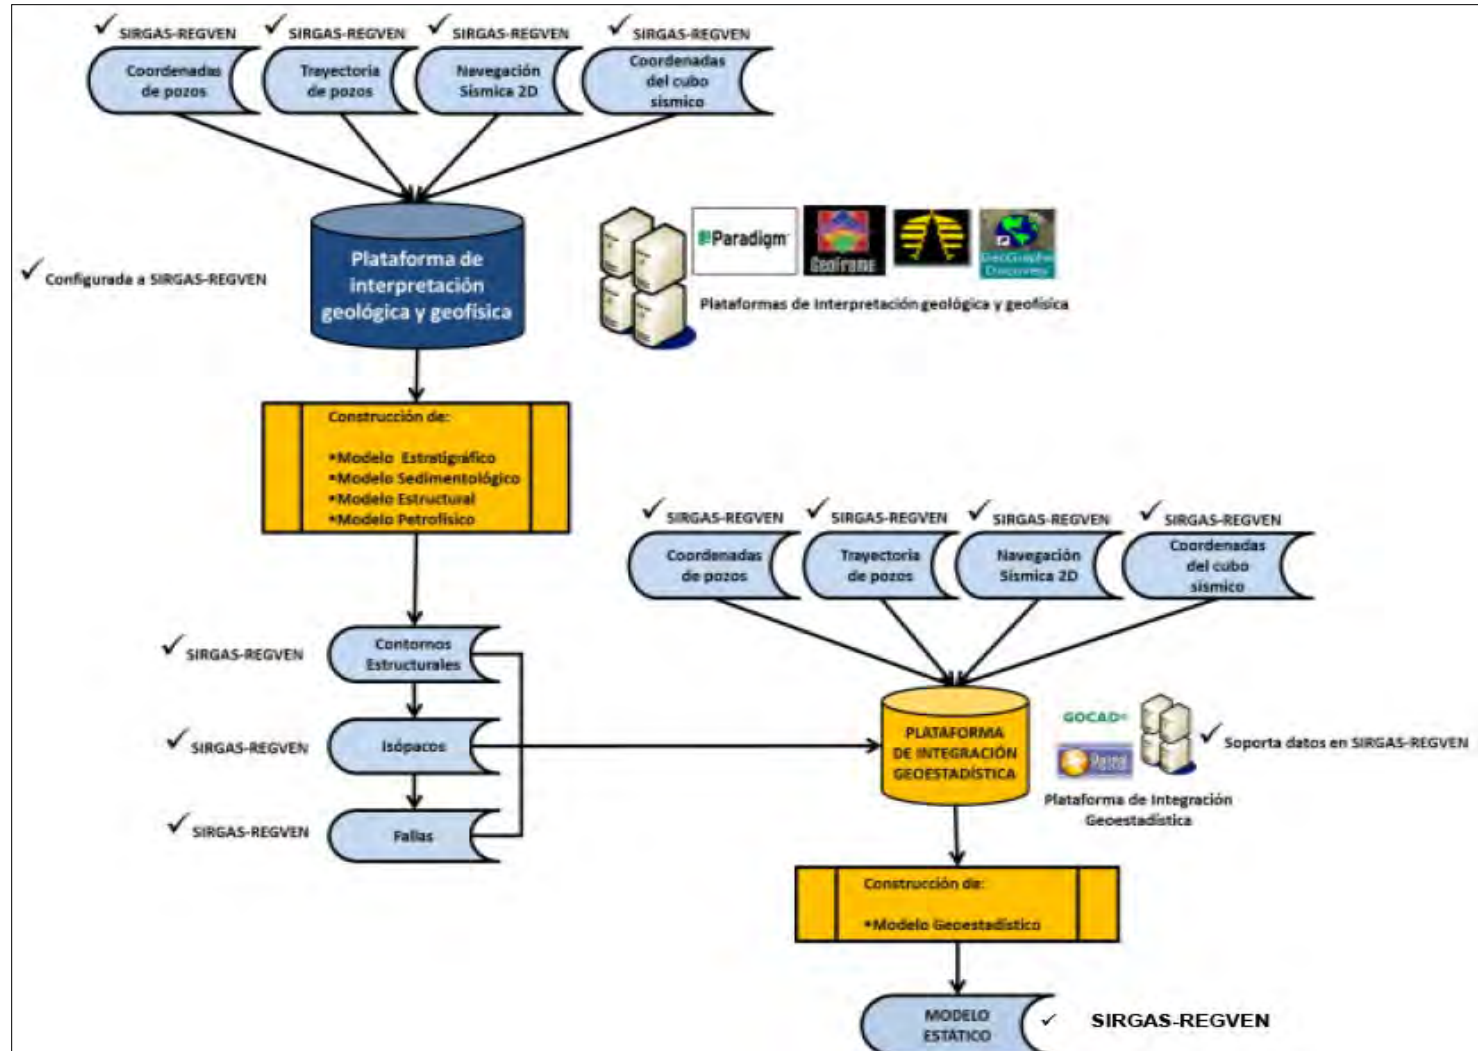 SIRGAS-REGVEN
SIRGAS-REGVEN
SIRGAS-REGVEN
SIRGAS-REGVEN
Coordenadas
de pozos
Trayectoria
de pozos
Navegación
Sísmica 2D
Coordenadas
del cubo
sísmico
Configurada a SIRGAS-REGVEN
Plataforma de
interpretación
geológica y geofísica
Paradigm
Geoframe
GeoGraphix
Discovery
Plataformas de Interpretación geológica y geofísica
Construcción de:
▪Modelo Estratigráfico
▪Modelo Sedimentológico
▪Modelo Estructural
▪Modelo Petrofísico
SIRGAS-REGVEN
SIRGAS-REGVEN
SIRGAS-REGVEN
SIRGAS-REGVEN
Coordenadas
de pozos
Trayectoria
de pozos
Navegación
Sísmica 2D
Coordenadas
del cubo
sísmico
SIRGAS-REGVEN
Contornos
Estructurales
SIRGAS-REGVEN
Isópacos
SIRGAS-REGVEN
Fallas
PLATAFORMA
DE INTEGRACIÓN
GEOESTADÍSTICA
GOCAD
Petrel
Soporta datos en SIRGAS-REGVEN
Plataforma de Integración
Geoestadística
Construcción de:
▪Modelo Geoestadístico
MODELO
ESTÁTICO
SIRGAS-REGVEN